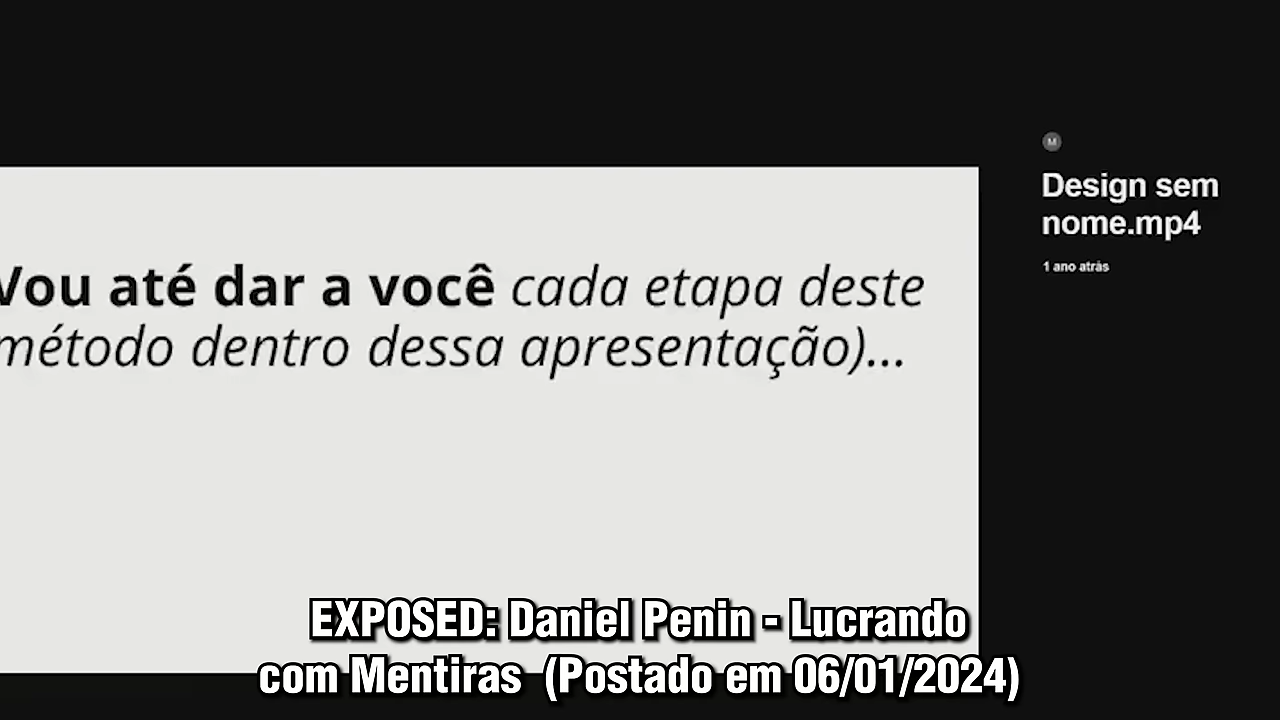 M
Design sem
nome.mp4
1 ano atrás
Vou até dar a você cada etapa deste
método dentro dessa apresentação)...
EXPOSED: Daniel Penin - Lucrando
com Mentiras (Postado em 06/01/2024)